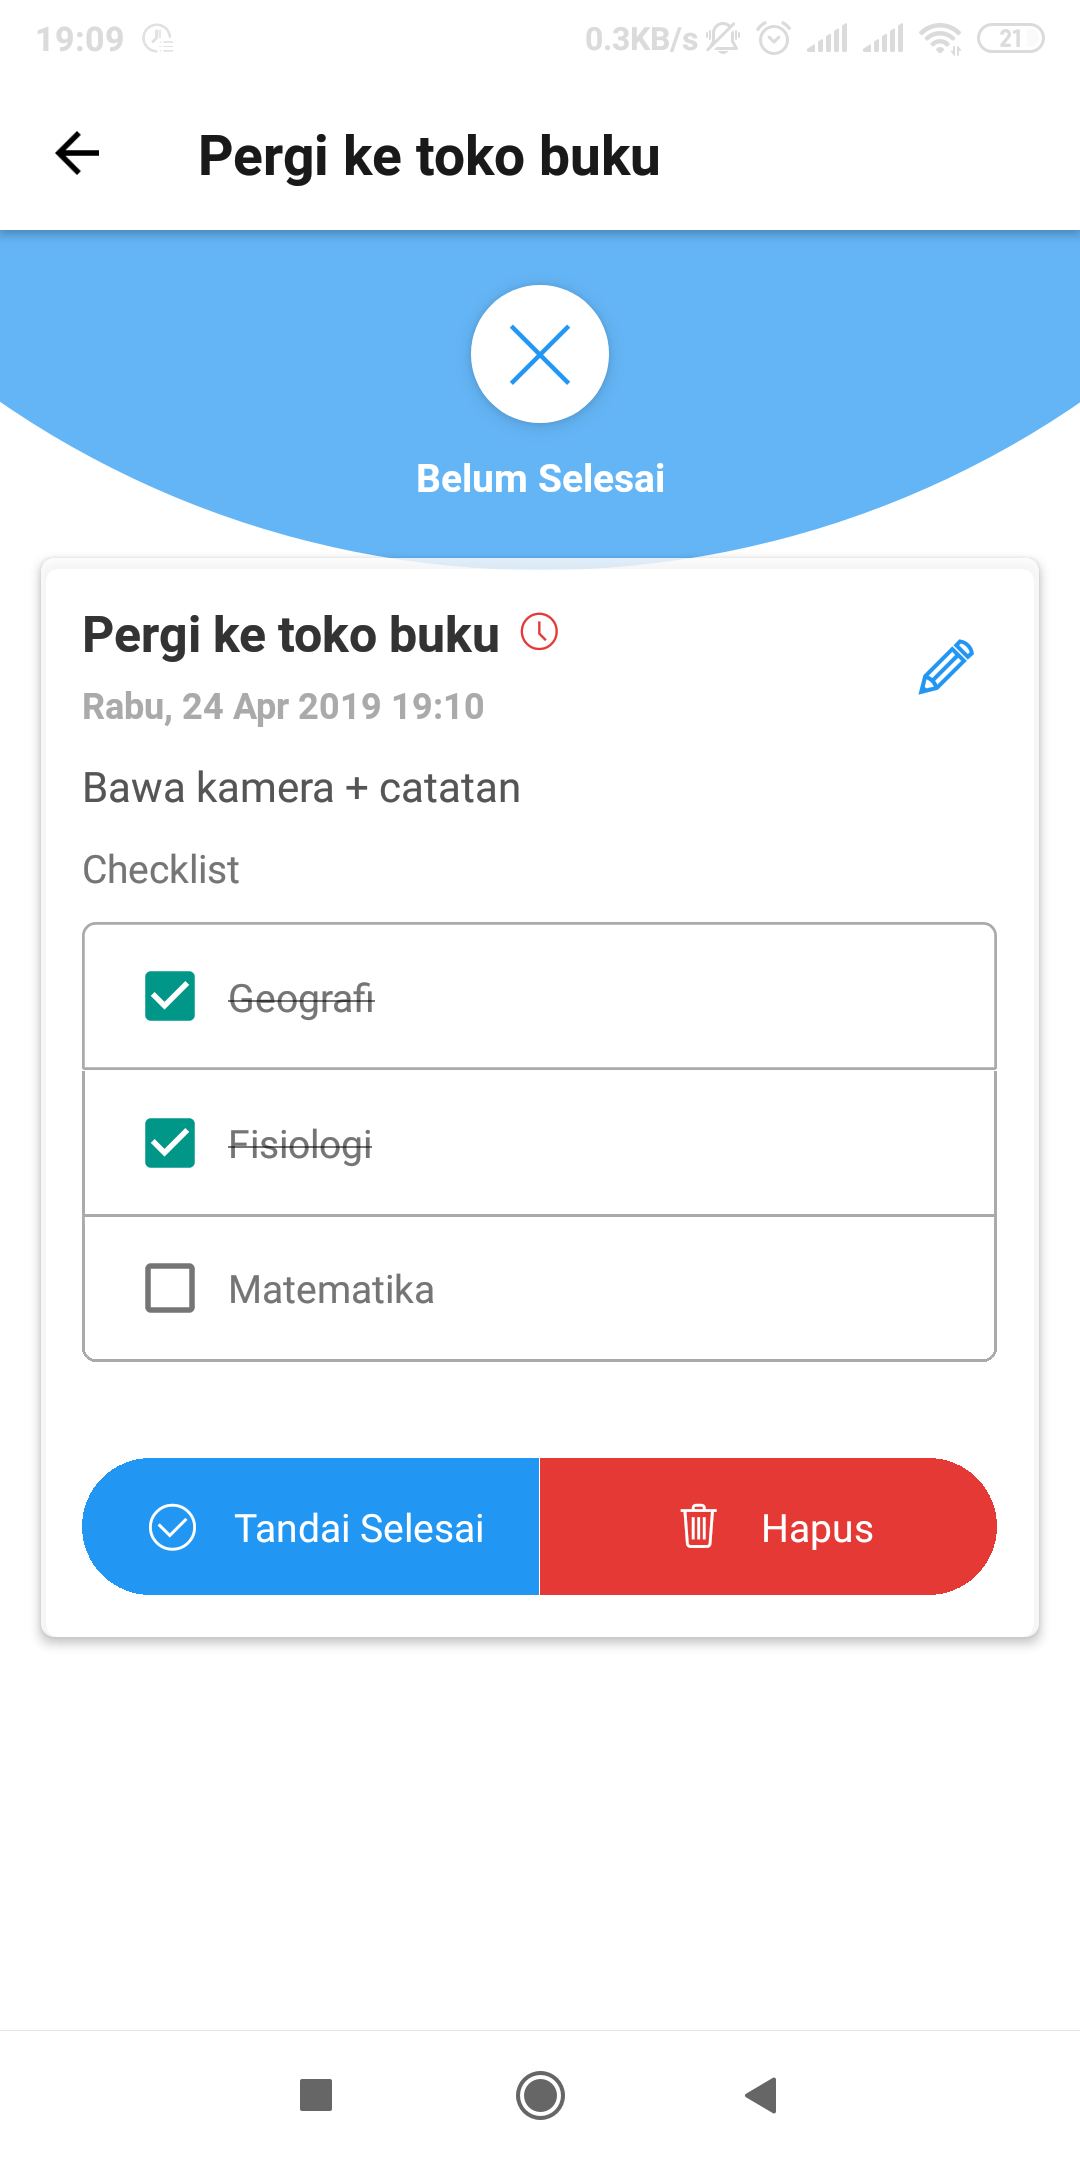 19:09 0.3KB/s 21
Pergi ke toko buku
Belum Selesai
Pergi ke toko buku
Rabu, 24 Apr 2019 19:10
Bawa kamera + catatan
Checklist
Geografi
Fisiologi
Matematika
Tandai Selesai Hapus